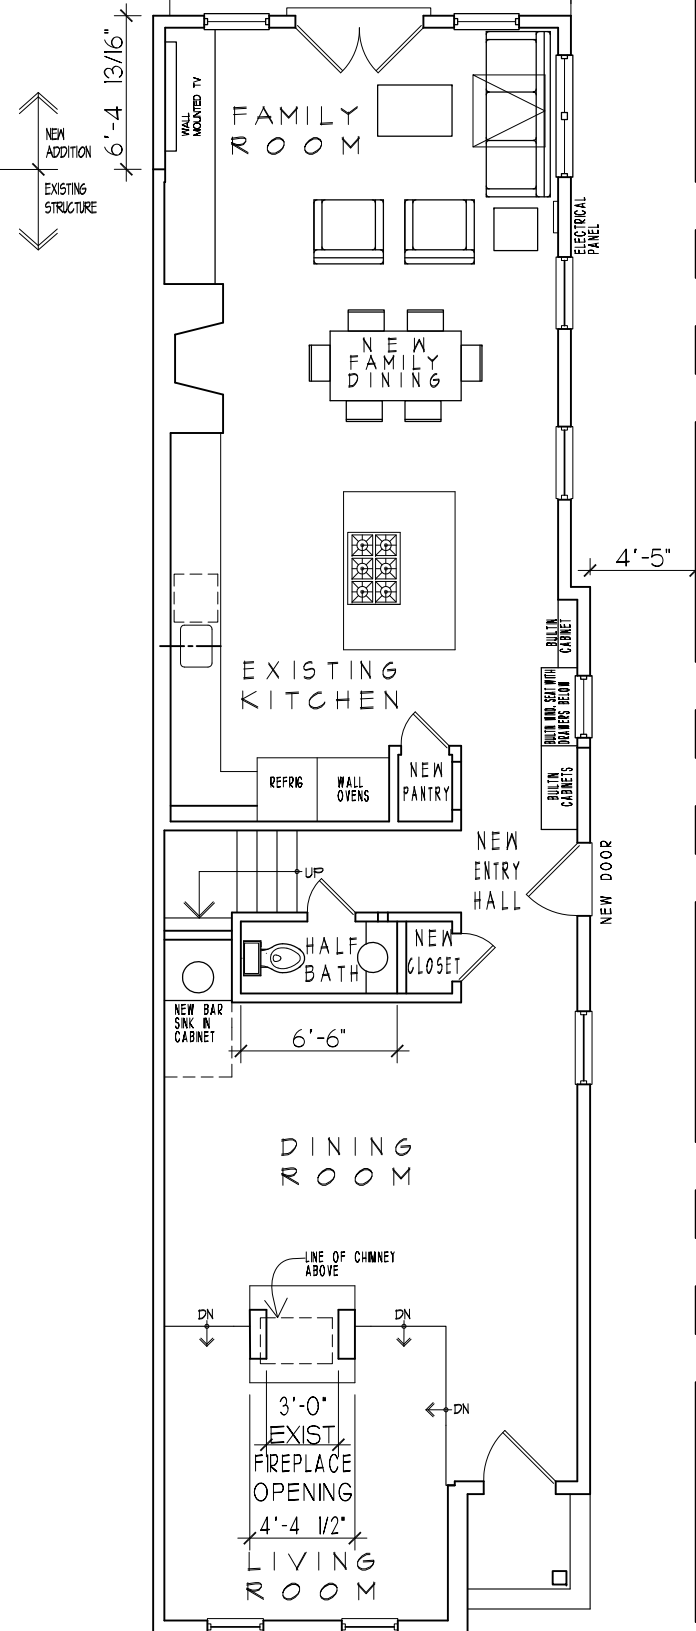 6'-4 13/16"
NEW
ADDITION
EXISTING
STRUCTURE
WALL
MOUNTED TV
FAMILY
ROOM
ELECTRICAL
PANEL
NEW
FAMILY
DINING
4'-5"
BUILTIN
CABINET
BUILTIN WIND. SEAT WITH
DRAWERS BELOW
BUILTIN
CABINETS
EXISTING
KITCHEN
REFRIG
WALL
OVENS
NEW
PANTRY
NEW
ENTRY
HALL
NEW DOOR
UP
HALF
BATH
NEW
CLOSET
NEW BAR
SINK IN
CABINET
6'-6"
DINING
ROOM
LINE OF CHIMNEY
ABOVE
DN
DN
DN
3'-0"
EXIST
FIREPLACE
OPENING
4'-4 1/2"
LIVING
ROOM